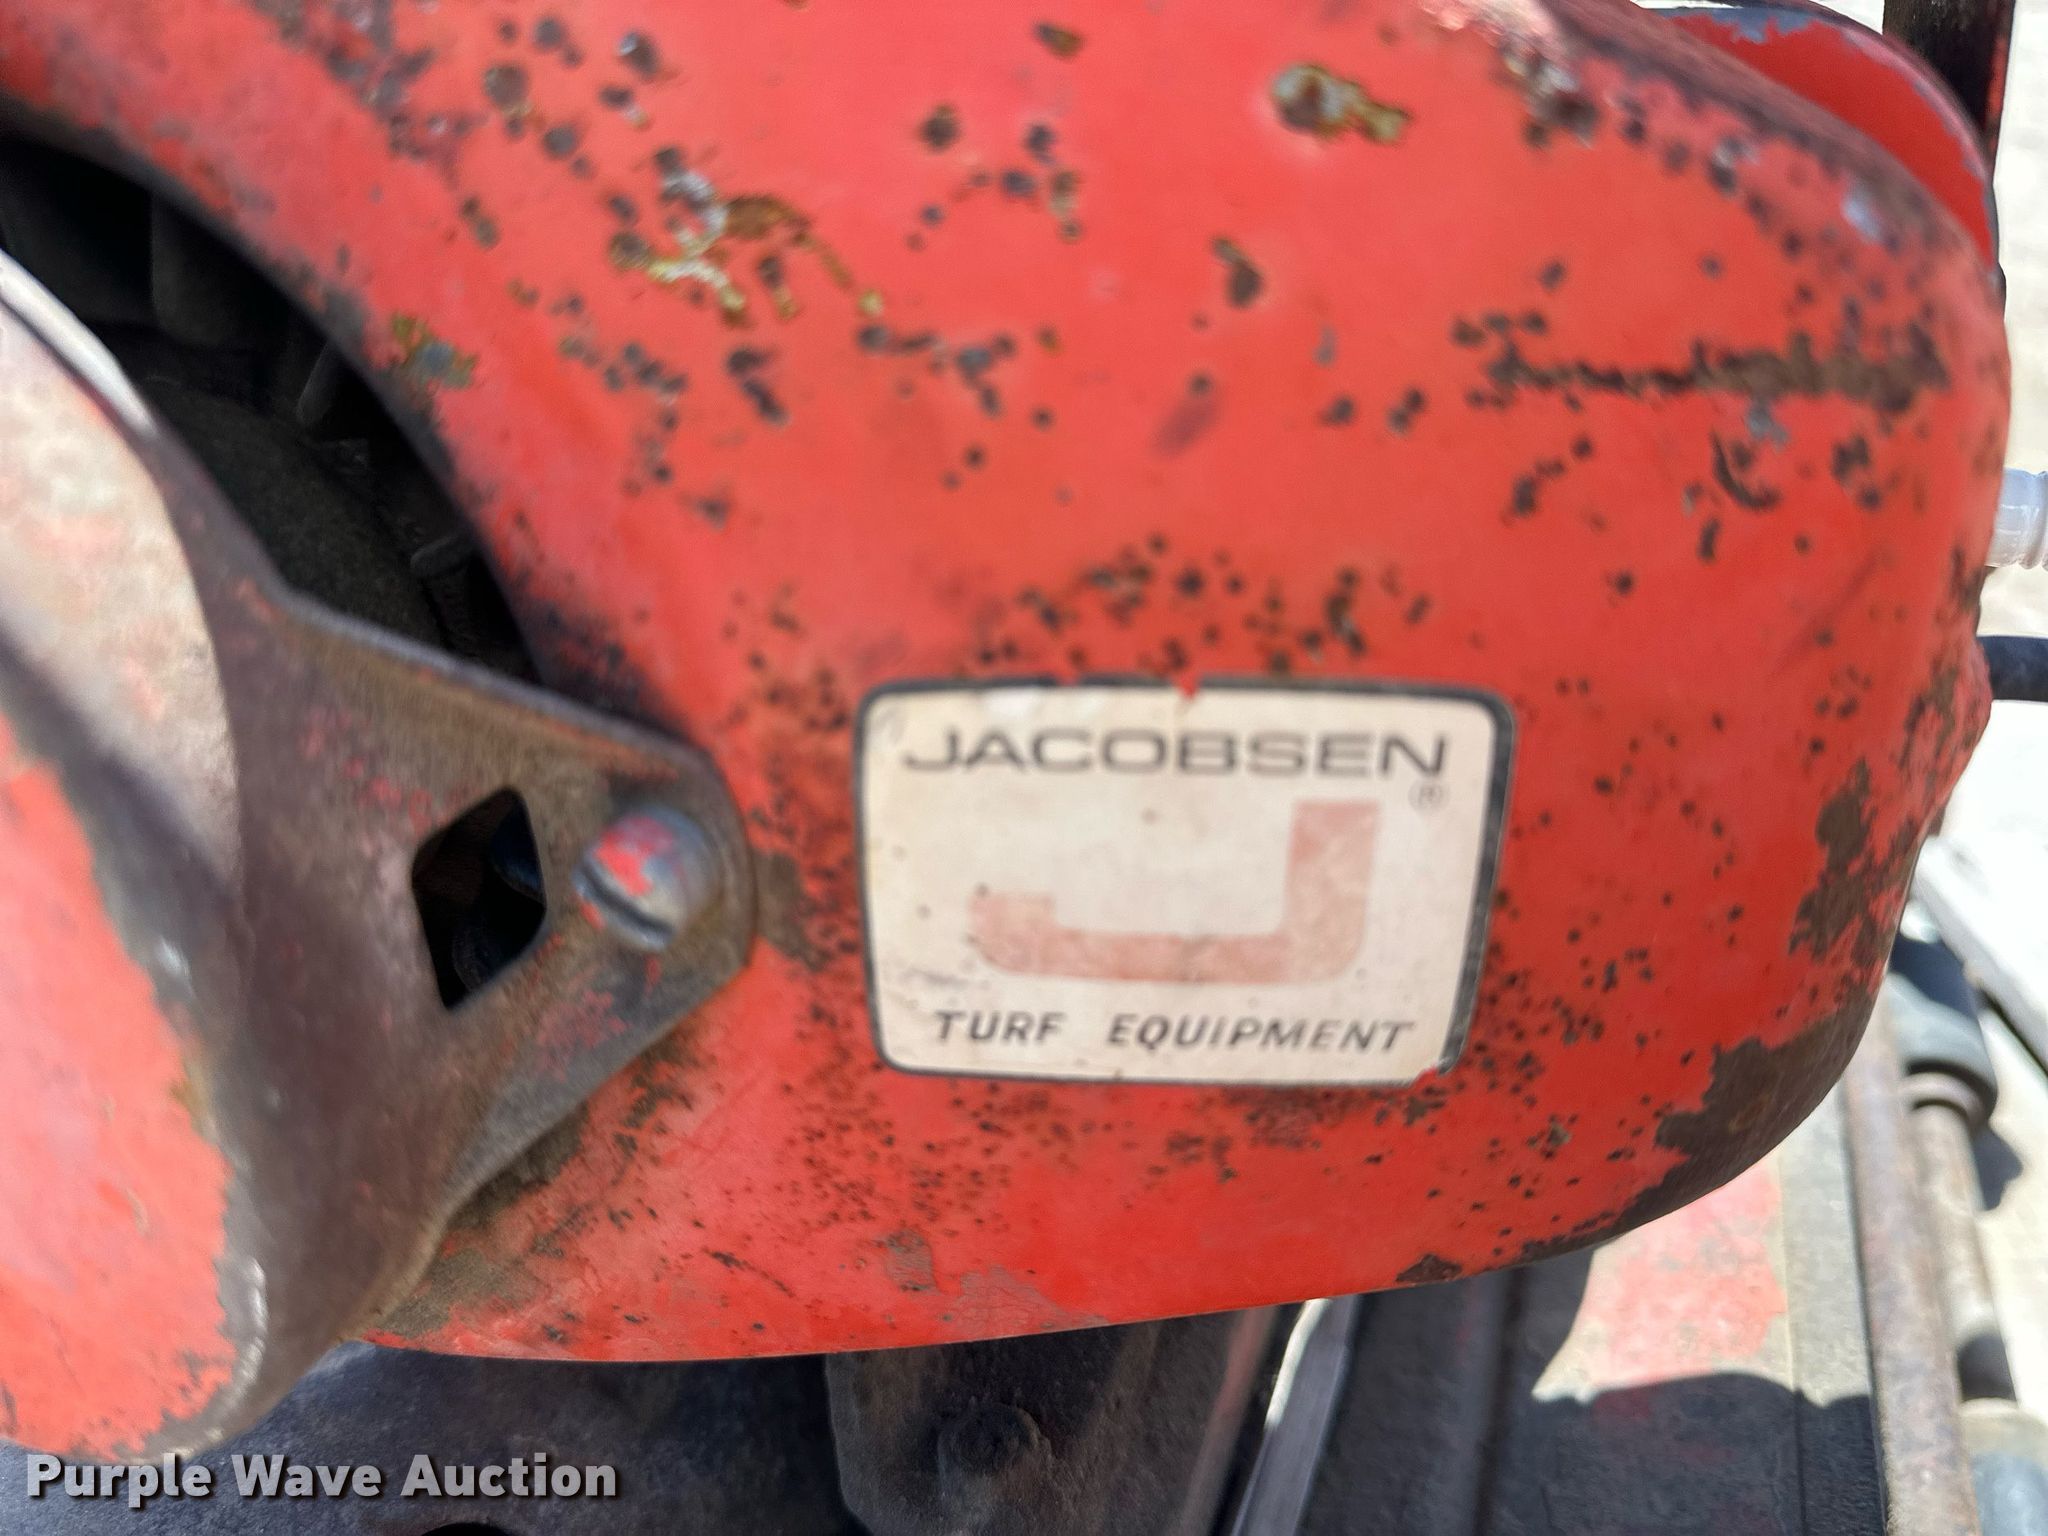 JACOBSEN
®
J
TURF EQUIPMENT
Purple Wave Auction